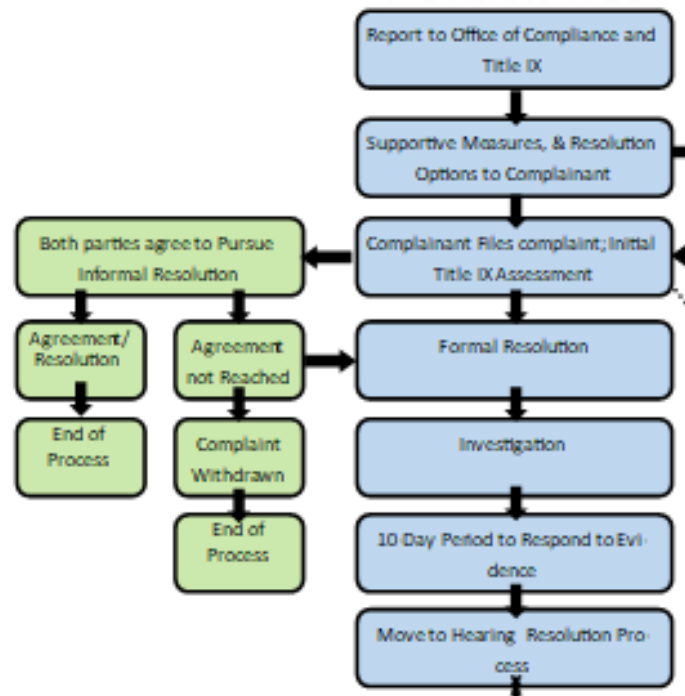 Report to Office of Compliance and
Title IX
Supportive Measures, & Resolution
Options to Complainant
Both parties agree to Pursue
Informal Resolution
Complainant Files complaint; Initial
Title IX Assessment
Agreement/
Resolution
Agreement
not Reached
Formal Resolution
End of
Process
Complaint
Withdrawn
Investigation
End of
Process
10-Day Period to Respond to Evi-
dence
Move to Hearing Resolution Pro-
cess